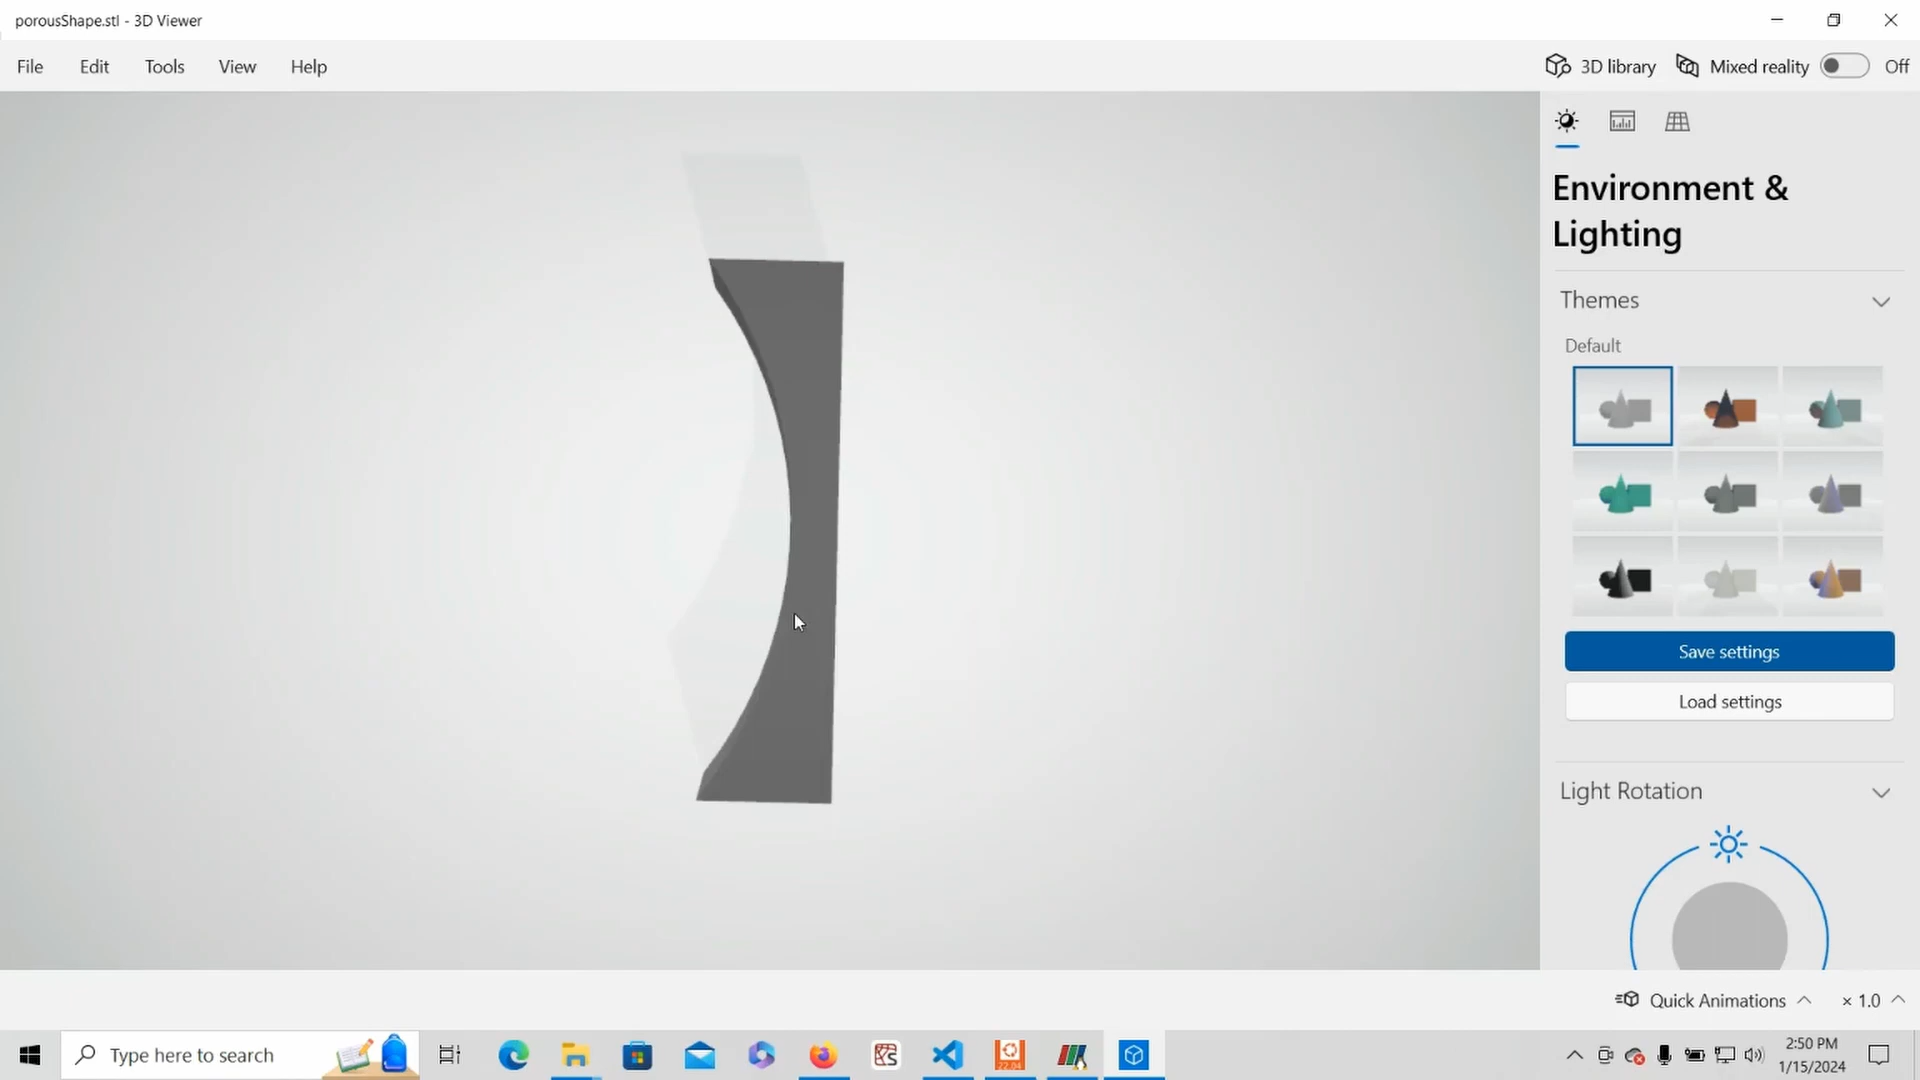 porousShape.stl - 3D Viewer
File Edit Tools View Help
3D library Mixed reality Off
Environment &
Lighting
Themes
Default
Save settings
Load settings
Light Rotation
Quick Animations × 1.0
Type here to search
22.04
2:50 PM
1/15/2024